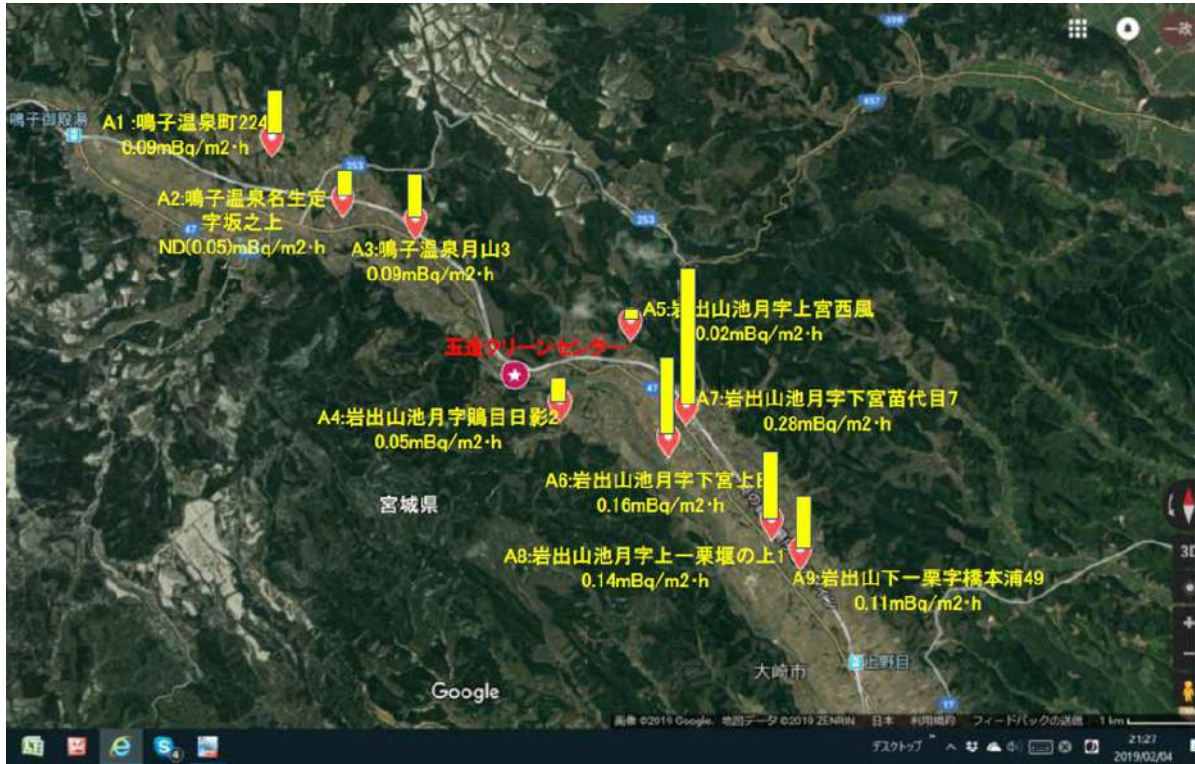 398
一政
457
鳴子御殿湯
A1 :鳴子温泉町224
0.09mBq/m2・h
253
A2:鳴子温泉名生定
字坂之上
ND(0.05)mBq/m2・h
47
A3:鳴子温泉月山3
0.09mBq/m2・h
253
A5:岩出山池月字上宮西風
0.02mBq/m2・h
玉造クリーンセンター
47
A7:岩出山池月字下宮苗代目7
0.28mBq/m2・h
A4:岩出山池月字鵙目日影2
0.05mBq/m2・h
A6:岩出山池月字下宮上
0.16mBq/m2・h
宮城県
A8:岩出山池月字上一栗堰の上1
0.14mBq/m2・h
A9:岩出山下一栗字橋本浦49
0.11mBq/m2・h
3D
大崎市
上野目
Google
17
画像 ©2019 Google、地図データ ©2019 ZENRIN 日本 利用規約 フィードバックの送信 1 km
デスクトップ
21:27
2019/02/04